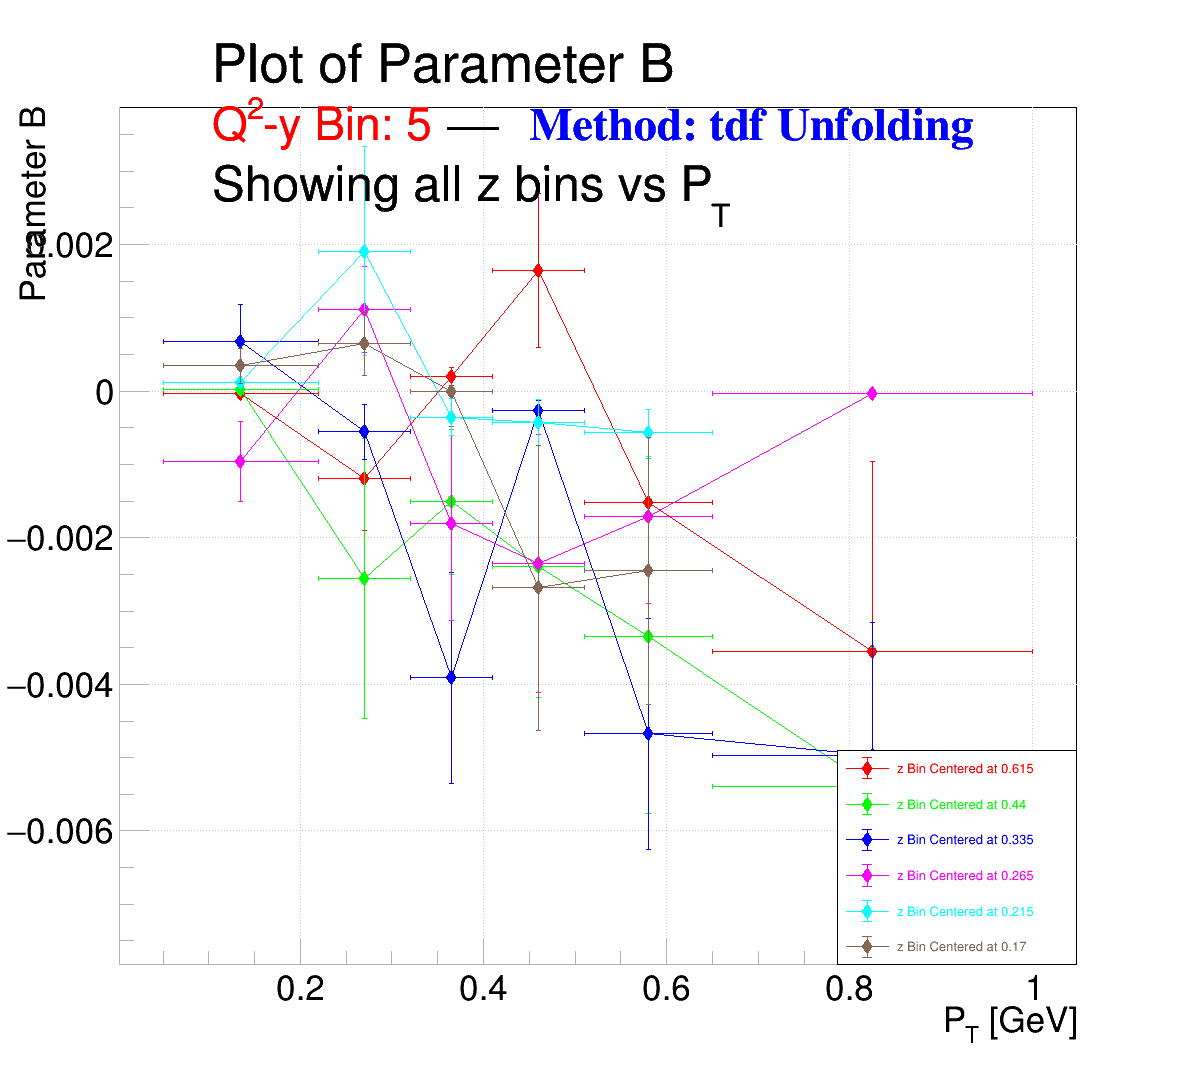 Plot of Parameter B
Q²-y Bin: 5 — Method: tdf Unfolding
Showing all z bins vs P_T
Parameter B
0.002
0
−0.002
−0.004
−0.006
z Bin Centered at 0.615
z Bin Centered at 0.44
z Bin Centered at 0.335
z Bin Centered at 0.265
z Bin Centered at 0.215
z Bin Centered at 0.17
0.2 0.4 0.6 0.8 1
P_T [GeV]